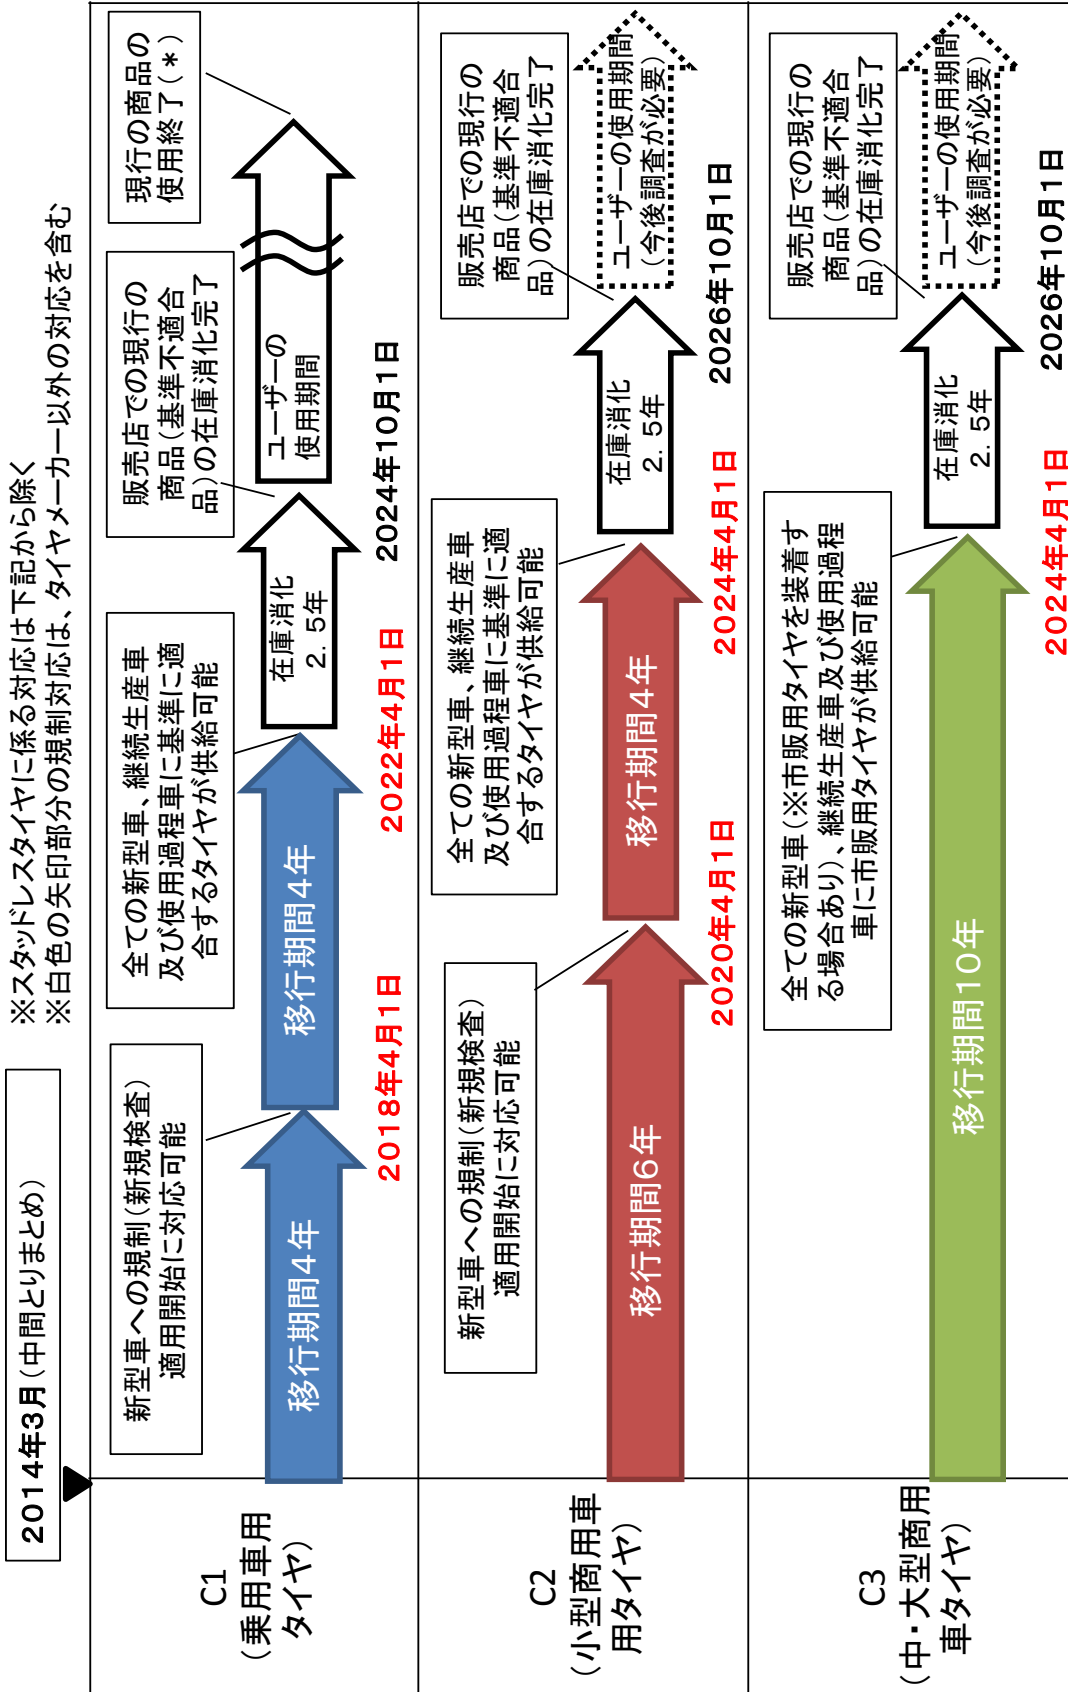 2014年3月（中間とりまとめ）
※スタッドレスタイヤに係る対応は下記から除く
※白色の矢印部分の規制対応は、タイヤメーカー以外の対応を含む
C1
（乗用車用
タイヤ）
新型車への規制（新規検査）
適用開始に対応可能
全ての新型車、継続生産車
及び使用過程車に基準に適
合するタイヤが供給可能
販売店での現行の
商品（基準不適合
品）の在庫消化完了
現行の商品の
使用終了（＊）
移行期間4年
移行期間4年
在庫消化
2．5年
ユーザーの
使用期間
2018年4月1日
2022年4月1日
2024年10月1日
C2
（小型商用車
用タイヤ）
新型車への規制（新規検査）
適用開始に対応可能
全ての新型車、継続生産車
及び使用過程車に基準に適
合するタイヤが供給可能
販売店での現行の
商品（基準不適合
品）の在庫消化完了
移行期間6年
移行期間4年
在庫消化
2．5年
ユーザーの使用期間
（今後調査が必要）
2020年4月1日
2024年4月1日
2026年10月1日
C3
（中・大型商用
車タイヤ）
全ての新型車（※市販用タイヤを装着す
る場合あり）、継続生産車及び使用過程
車に市販用タイヤが供給可能
販売店での現行の
商品（基準不適合
品）の在庫消化完了
移行期間10年
在庫消化
2．5年
ユーザーの使用期間
（今後調査が必要）
2024年4月1日
2026年10月1日